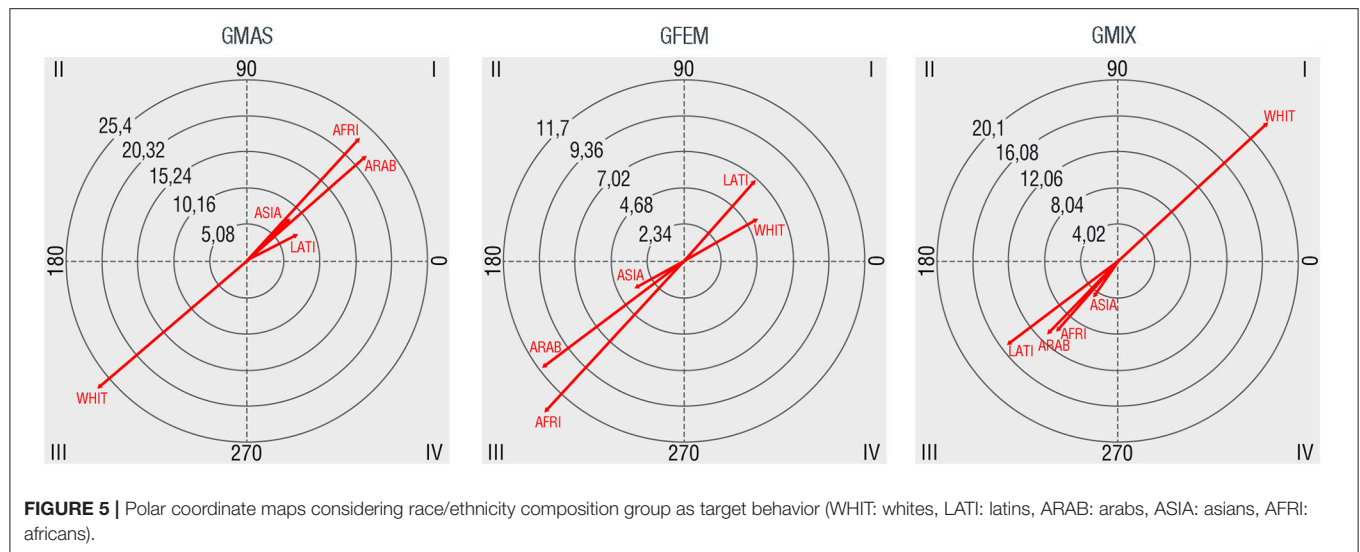 GMAS
II
90
I
25,4
20,32
15,24
10,16
5,08
AFRI
ARAB
ASIA
LATI
180
0
WHIT
III
270
IV
GFEM
II
90
I
11,7
9,36
7,02
4,68
2,34
LATI
WHIT
ASIA
180
0
ARAB
AFRI
III
270
IV
GMIX
II
90
I
20,1
16,08
12,06
8,04
4,02
WHIT
180
0
ASIA
AFRI
ARAB
LATI
III
270
IV
FIGURE 5 | Polar coordinate maps considering race/ethnicity composition group as target behavior (WHIT: whites, LATI: latins, ARAB: arabs, ASIA: asians, AFRI:
africans).